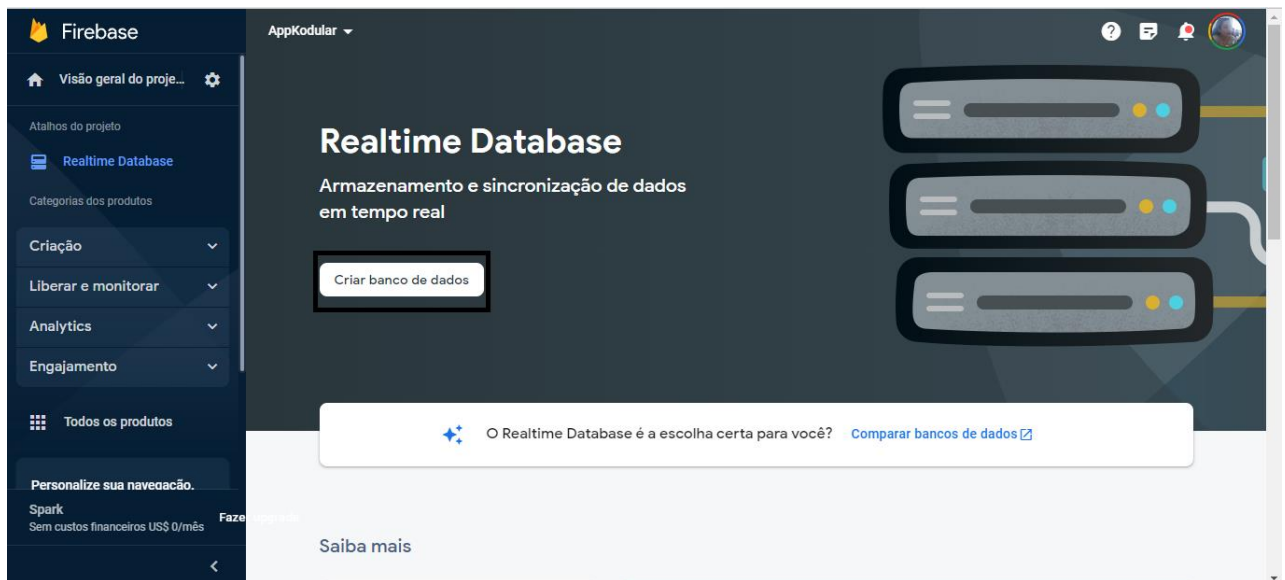 Firebase
AppKodular
Visão geral do proje...
Atalhos do projeto
Realtime Database
Categorias dos produtos
Criação
Liberar e monitorar
Analytics
Engajamento
Todos os produtos
Personalize sua navegação.
Spark
Sem custos financeiros US$ 0/mês
Faze
Realtime Database
Armazenamento e sincronização de dados
em tempo real
Criar banco de dados
O Realtime Database é a escolha certa para você? Comparar bancos de dados
Saiba mais